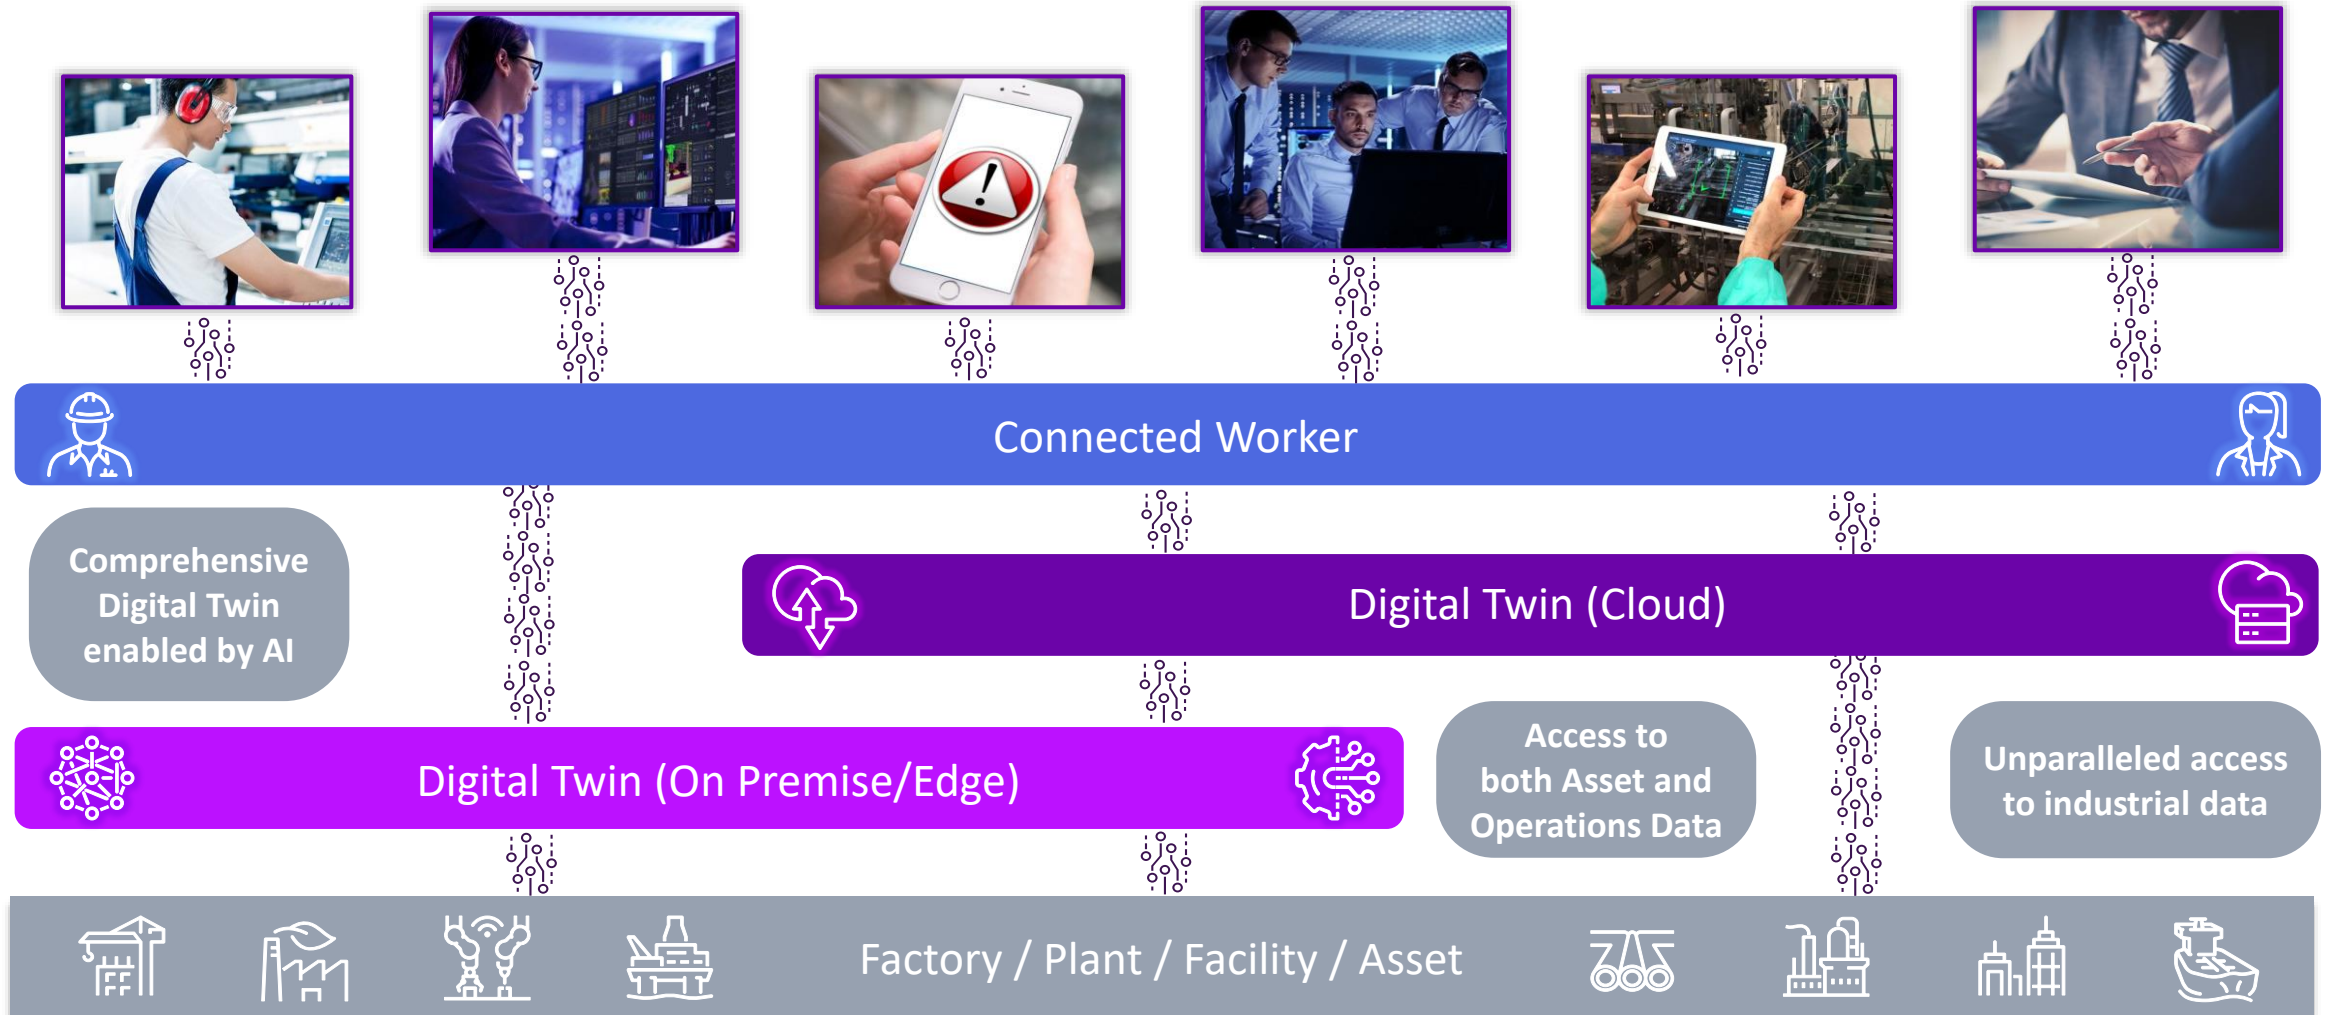 Connected Worker
Comprehensive
Digital Twin
enabled by AI
Digital Twin (Cloud)
Digital Twin (On Premise/Edge)
Access to
both Asset and
Operations Data
Unparalleled access
to industrial data
Factory / Plant / Facility / Asset